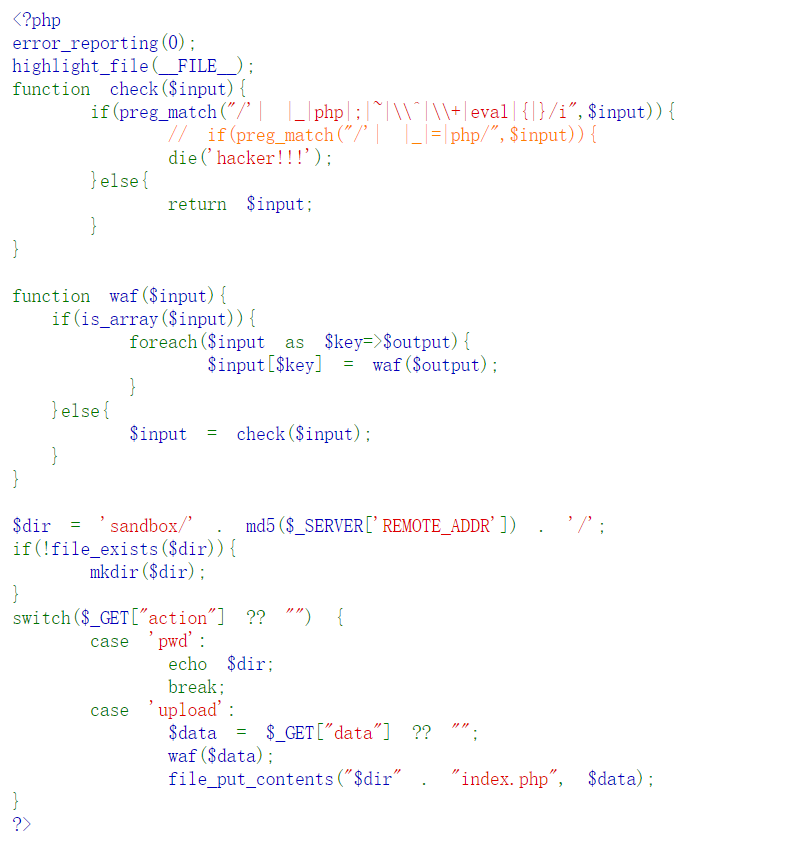 <?php
error_reporting(0);
highlight_file(__FILE__);
function check($input){
    if(preg_match("/'| |_|php|;|~|\\^|\\+|eval|{|}/i",$input)){
        // if(preg_match("/'| |_|=|php/",$input)){
        die('hacker!!!');
    }else{
        return $input;
    }
}

function waf($input){
  if(is_array($input)){
      foreach($input as $key=>$output){
          $input[$key] = waf($output);
      }
  }else{
      $input = check($input);
  }
}

$dir = 'sandbox/' . md5($_SERVER['REMOTE_ADDR']) . '/';
if(!file_exists($dir)){
    mkdir($dir);
}
switch($_GET["action"] ?? "") {
    case 'pwd':
        echo $dir;
        break;
    case 'upload':
        $data = $_GET["data"] ?? "";
        waf($data);
        file_put_contents("$dir" . "index.php", $data);
}
?>